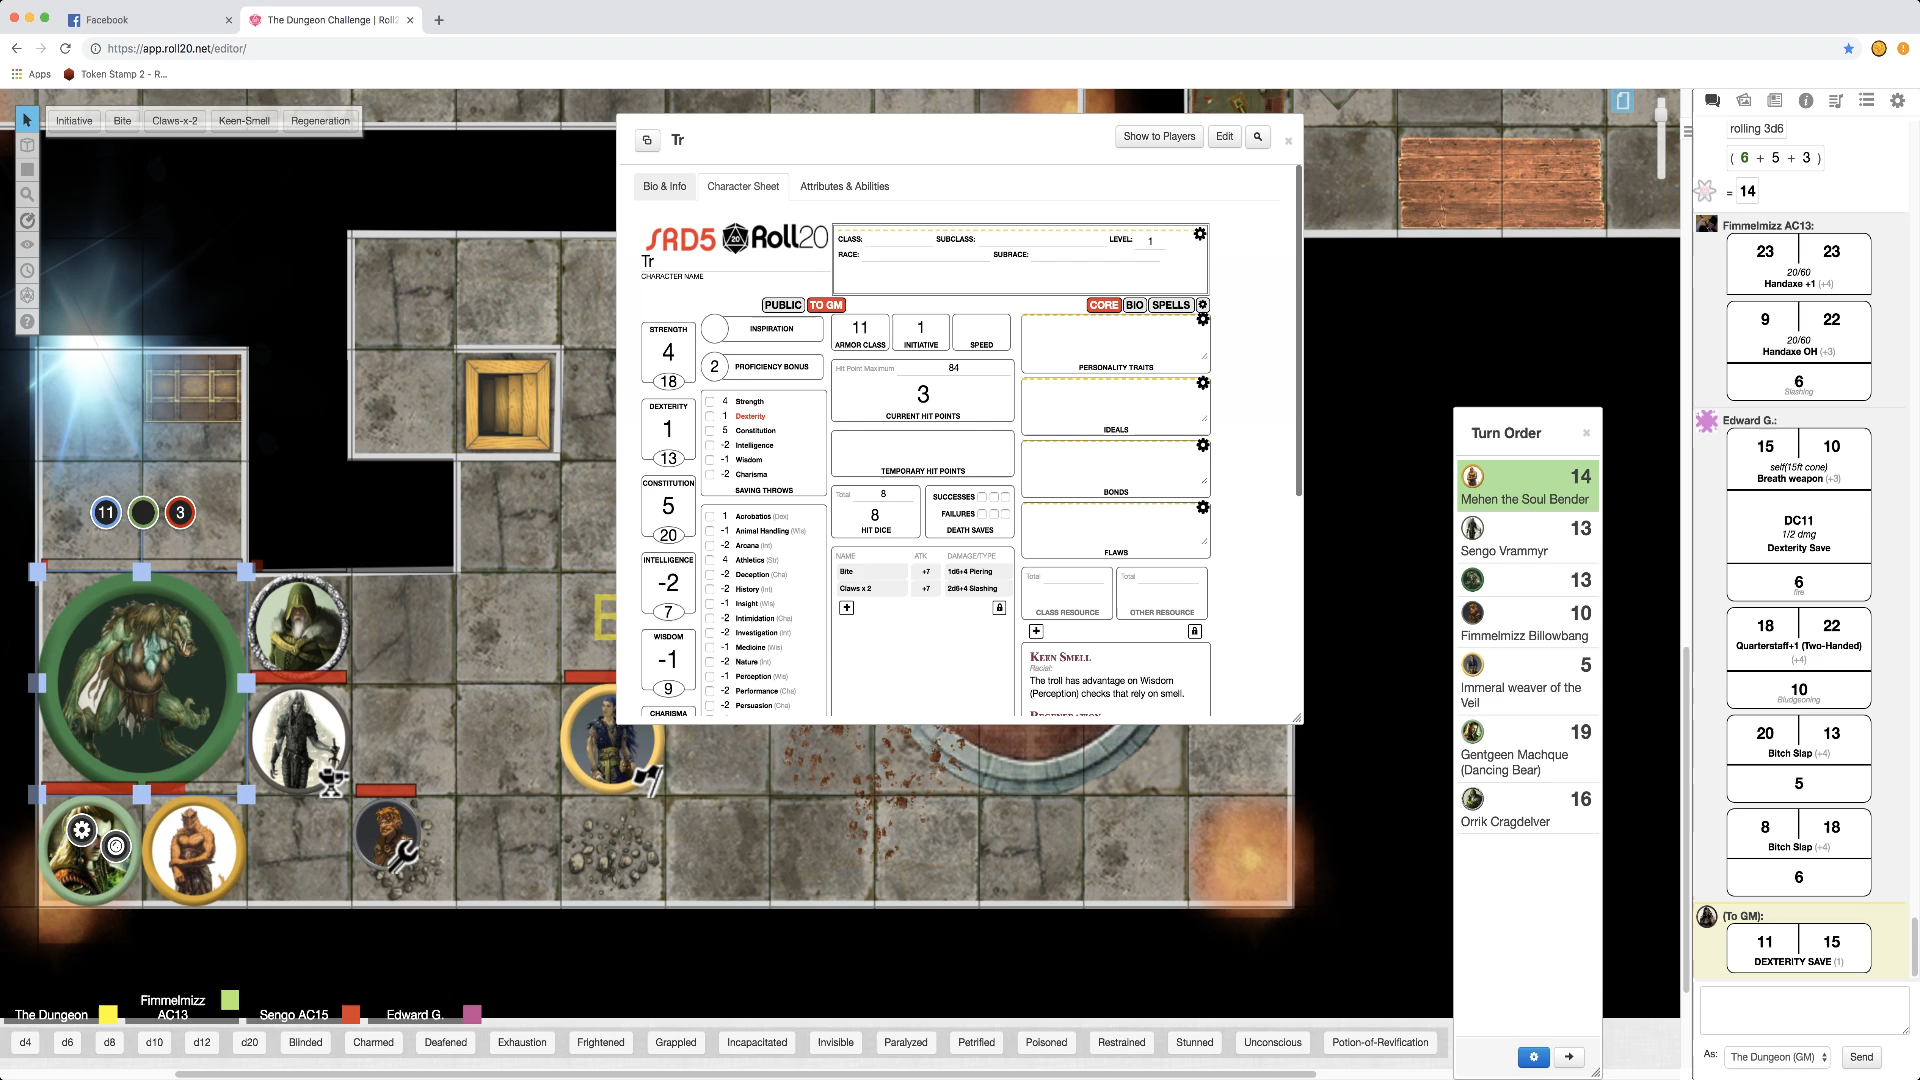 Facebook
The Dungeon Challenge | Roll2
https://app.roll20.net/editor/
Apps
Token Stamp 2 - R...
Initiative
Bite
Claws-x-2
Keen-Smell
Regeneration
11
3
Tr
Show to Players
Edit
Bio & Info
Character Sheet
Attributes & Abilities
SRD5 20 Roll20
Tr
CHARACTER NAME
CLASS:
SUBCLASS:
LEVEL: 1
RACE:
SUBRACE:
PUBLIC TO GM
CORE BIO SPELLS
STRENGTH
4
18
DEXTERITY
1
13
CONSTITUTION
5
20
INTELLIGENCE
-2
7
WISDOM
-1
9
CHARISMA
INSPIRATION
2 PROFICIENCY BONUS
4 Strength
1 Dexterity
5 Constitution
-2 Intelligence
-1 Wisdom
-2 Charisma
SAVING THROWS
1 Acrobatics (Dex)
-1 Animal Handling (Wis)
-2 Arcana (Int)
4 Athletics (Str)
-2 Deception (Cha)
-2 History (Int)
-1 Insight (Wis)
-2 Intimidation (Cha)
-2 Investigation (Int)
-1 Medicine (Wis)
-2 Nature (Int)
-1 Perception (Wis)
-2 Performance (Cha)
-2 Persuasion (Cha)
11
ARMOR CLASS
1
INITIATIVE
SPEED
Hit Point Maximum 84
3
CURRENT HIT POINTS
TEMPORARY HIT POINTS
Total 8
8
HIT DICE
SUCCESSES
FAILURES
DEATH SAVES
NAME ATK DAMAGE/TYPE
Bite +7 1d6+4 Piering
Claws x 2 +7 2d6+4 Slashing
PERSONALITY TRAITS
IDEALS
BONDS
FLAWS
Total
CLASS RESOURCE
Total
OTHER RESOURCE
KEEN SMELL
Racial:
The troll has advantage on Wisdom
(Perception) checks that rely on smell.
REGENERATION
Turn Order
14
Mehen the Soul Bender
13
Sengo Vrammyr
13
10
Fimmelmizz Billowbang
5
Immeral weaver of the
Veil
19
Gentgeen Machque
(Dancing Bear)
16
Orrik Cragdelver
rolling 3d6
( 6 + 5 + 3 )
= 14
Fimmelmizz AC13:
23 23
20/60
Handaxe +1 (+4)
9 22
20/60
Handaxe OH (+3)
6
Slashing
Edward G.:
15 10
self(15ft cone)
Breath weapon (+3)
DC11
1/2 dmg
Dexterity Save
6
fire
18 22
Quarterstaff+1 (Two-Handed)
(+4)
10
Bludgeoning
20 13
Bitch Slap (+4)
5
8 18
Bitch Slap (+4)
6
(To GM):
11 15
DEXTERITY SAVE (1)
As: The Dungeon (GM)
Send
The Dungeon
Fimmelmizz
AC13
Sengo AC15
Edward G.
d4
d6
d8
d10
d12
d20
Blinded
Charmed
Deafened
Exhaustion
Frightened
Grappled
Incapacitated
Invisible
Paralyzed
Petrified
Poisoned
Restrained
Stunned
Unconscious
Potion-of-Revification